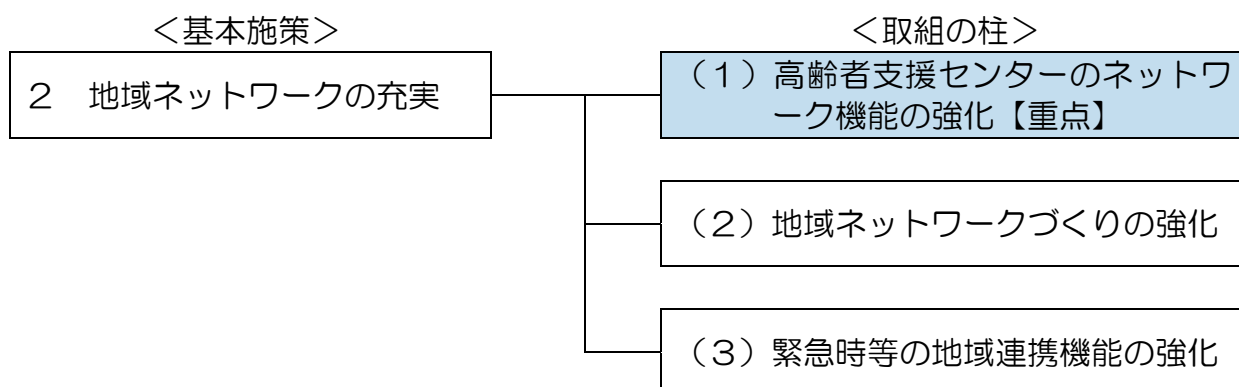 ＜基本施策＞
＜取組の柱＞
２　地域ネットワークの充実
（１）高齢者支援センターのネットワ
ーク機能の強化【重点】
（２）地域ネットワークづくりの強化
（３）緊急時等の地域連携機能の強化